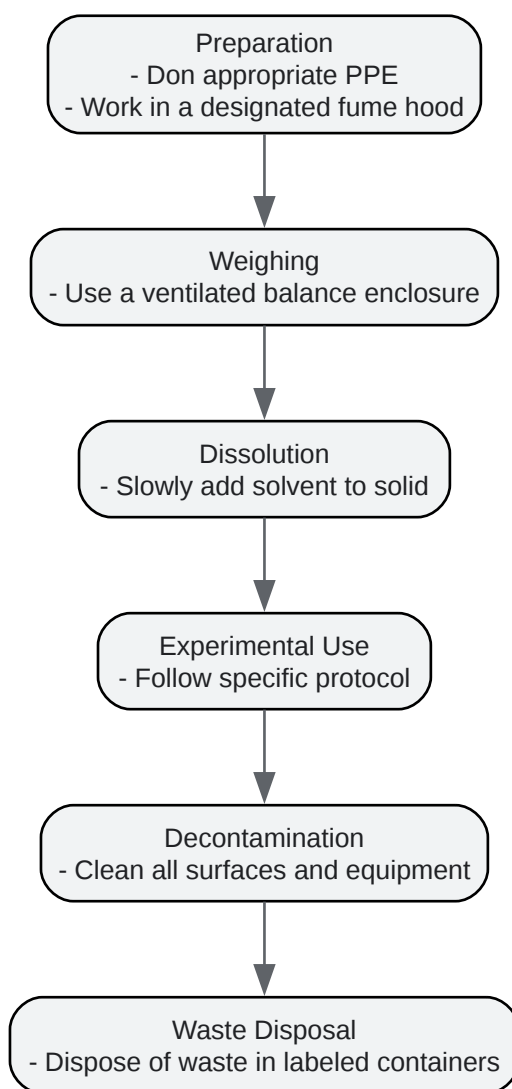 Preparation
- Don appropriate PPE
- Work in a designated fume hood
Weighing
- Use a ventilated balance enclosure
Dissolution
- Slowly add solvent to solid
Experimental Use
- Follow specific protocol
Decontamination
- Clean all surfaces and equipment
Waste Disposal
- Dispose of waste in labeled containers